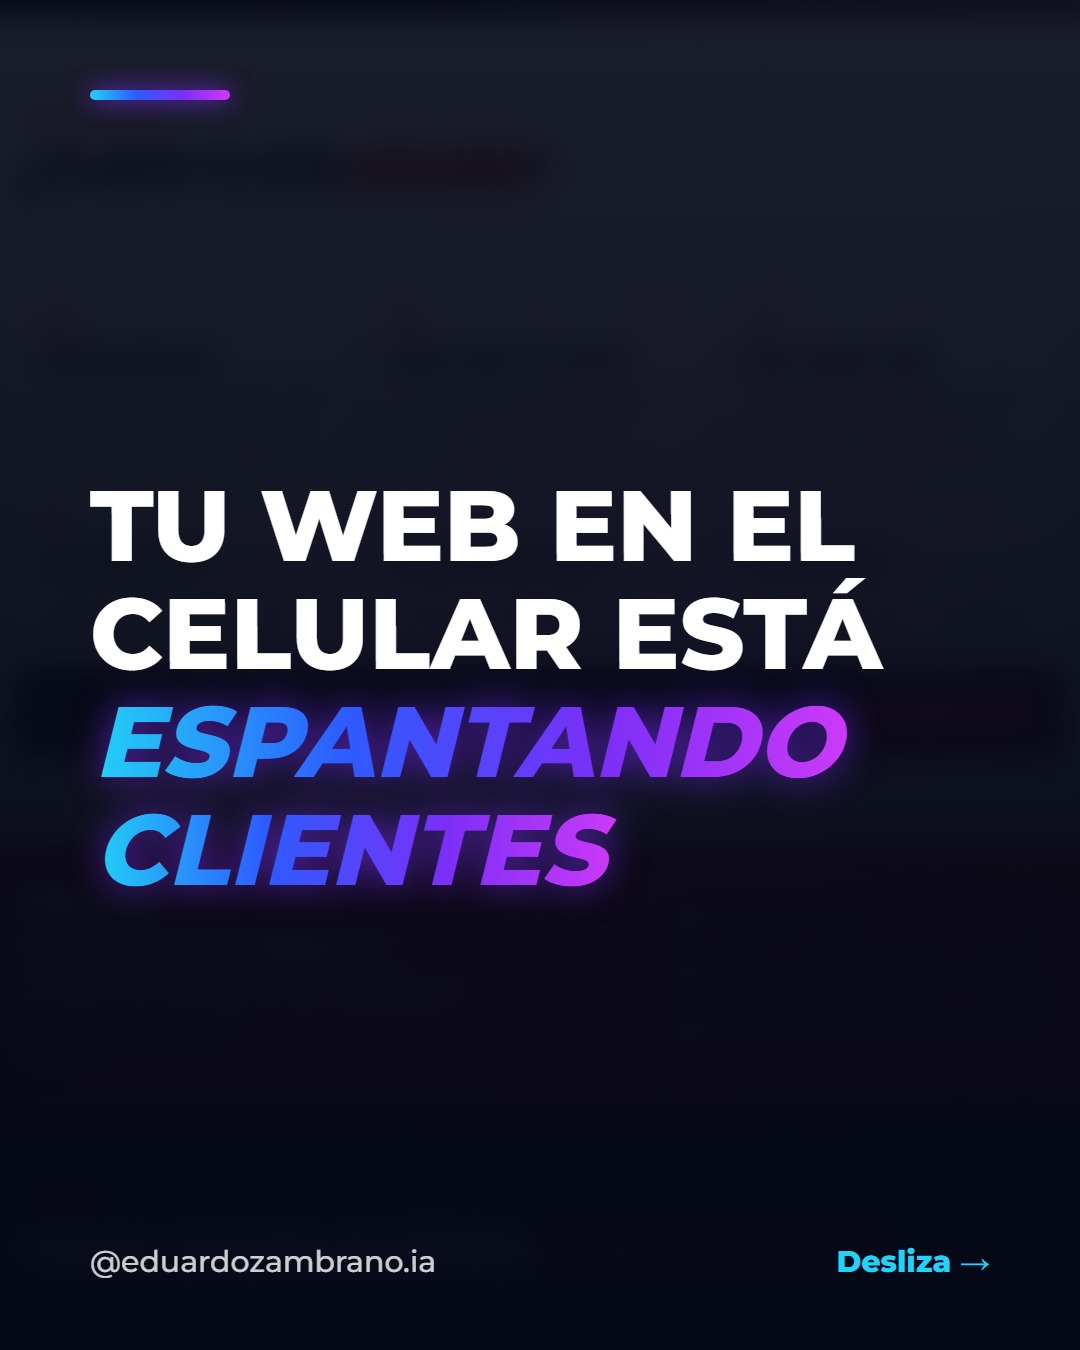 TU WEB EN EL
CELULAR ESTÁ
ESPANTANDO
CLIENTES
@eduardozambrano.ia
Desliza →